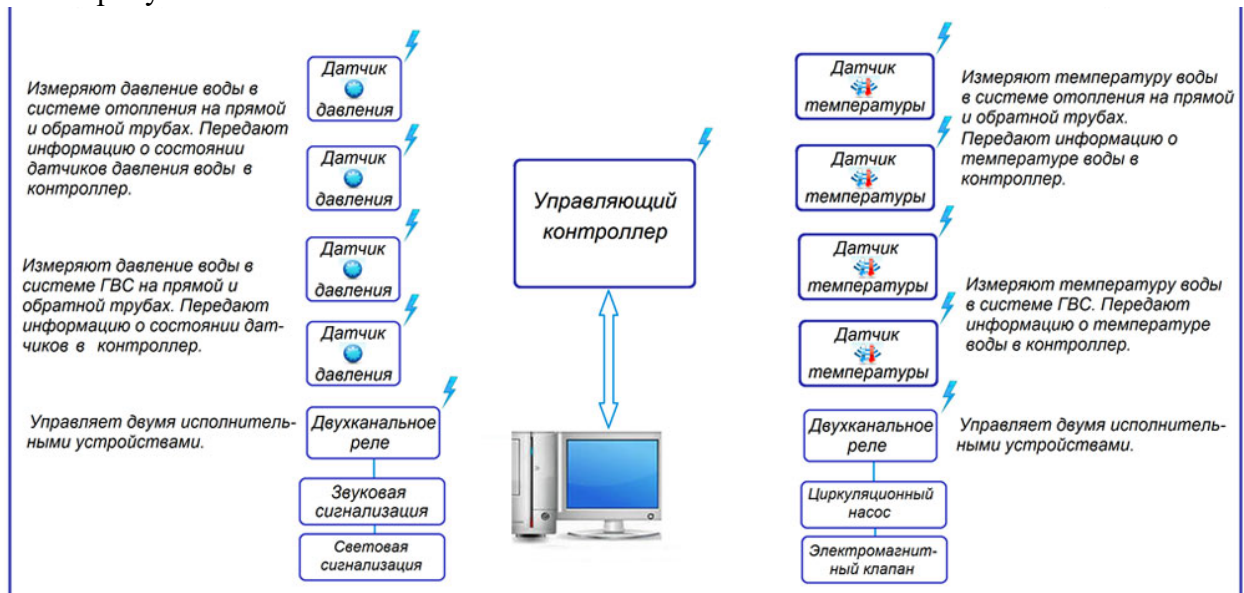 Измеряют давление воды в
системе отопления на прямой
и обратной трубах. Передают
информацию о состоянии
датчиков давления воды в
контроллер.
Датчик
давления
Датчик
давления
Измеряют давление воды в
системе ГВС на прямой и
обратной трубах. Передают
информацию о состоянии дат-
чиков в контроллер.
Датчик
давления
Датчик
давления
Управляет двумя исполнитель-
ными устройствами.
Двухканальное
реле
Звуковая
сигнализация
Световая
сигнализация
Управляющий
контроллер
Датчик
температуры
Датчик
температуры
Измеряют температуру воды
в системе отопления на прямой
и обратной трубах.
Передают информацию о
температуре воды в
контроллер.
Датчик
температуры
Датчик
температуры
Измеряют температуру воды
в системе ГВС. Передают
информацию о температуре
воды в контроллер.
Двухканальное
реле
Управляет двумя исполнитель-
ными устройствами.
Циркуляционный
насос
Электромагнит-
ный клапан